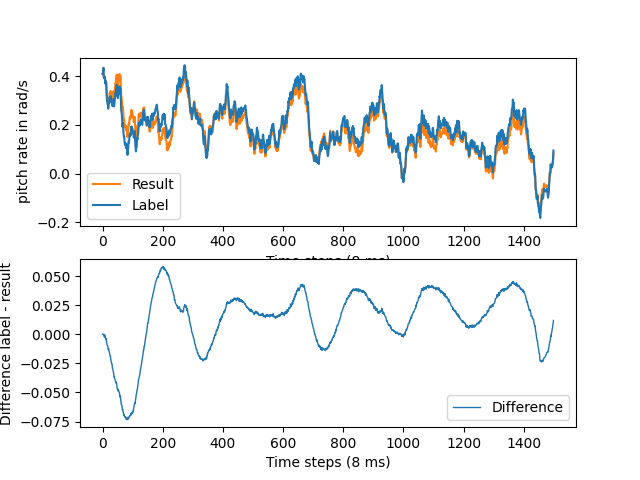 0.4
0.2
0.0
−0.2
pitch rate in rad/s
Result
Label
0 200 400 600 800 1000 1200 1400
Time steps (8 ms)
0.050
0.025
0.000
−0.025
−0.050
−0.075
Difference label - result
Difference
0 200 400 600 800 1000 1200 1400
Time steps (8 ms)